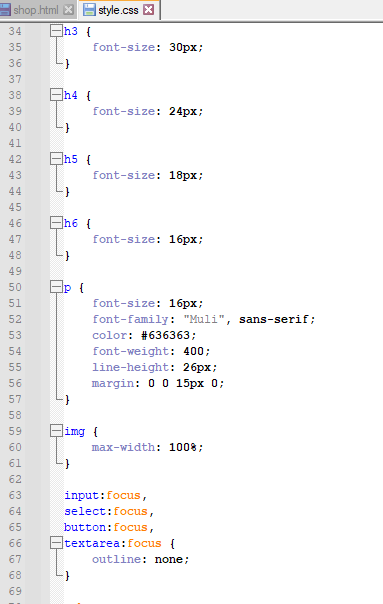 shop.html style.css
34 h3 {
35 font-size: 30px;
36 }
37
38 h4 {
39 font-size: 24px;
40 }
41
42 h5 {
43 font-size: 18px;
44 }
45
46 h6 {
47 font-size: 16px;
48 }
49
50 p {
51 font-size: 16px;
52 font-family: "Muli", sans-serif;
53 color: #636363;
54 font-weight: 400;
55 line-height: 26px;
56 margin: 0 0 15px 0;
57 }
58
59 img {
60 max-width: 100%;
61 }
62
63 input:focus,
64 select:focus,
65 button:focus,
66 textarea:focus {
67 outline: none;
68 }
69